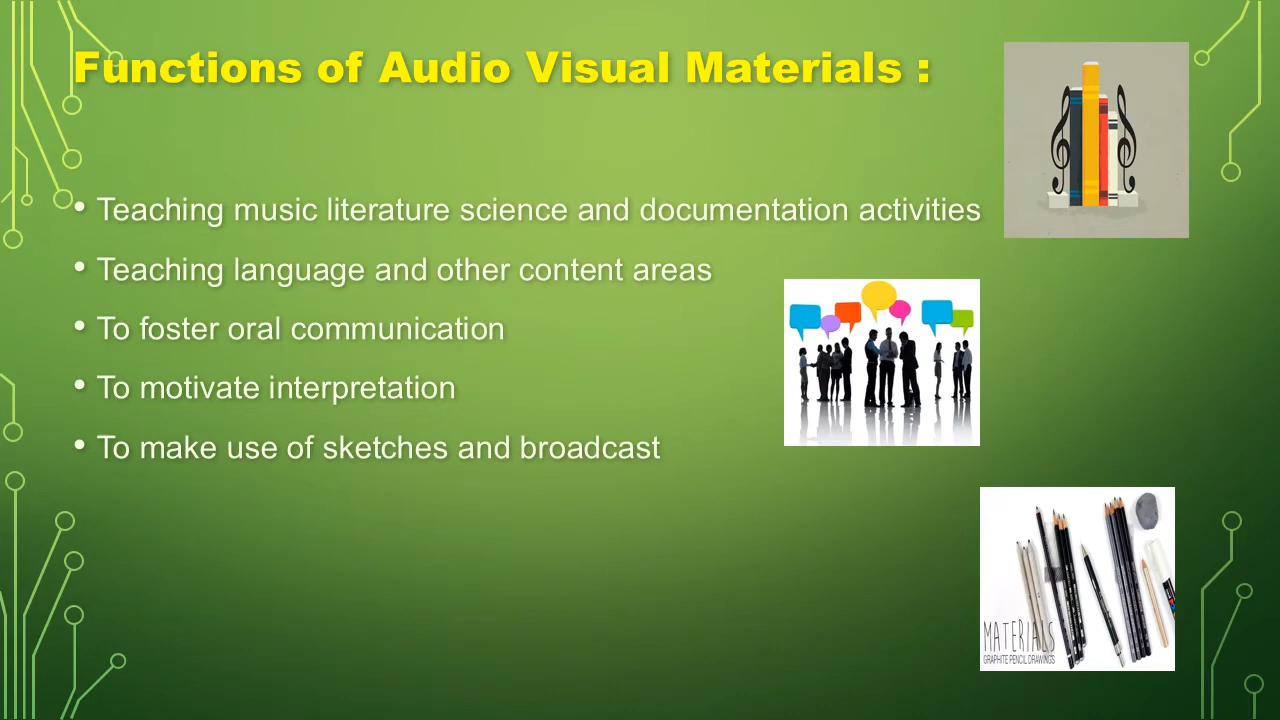 Functions of Audio Visual Materials :
• Teaching music literature science and documentation activities
• Teaching language and other content areas
• To foster oral communication
• To motivate interpretation
• To make use of sketches and broadcast
MATERIALS
GRAPHITE PENCIL DRAWINGS